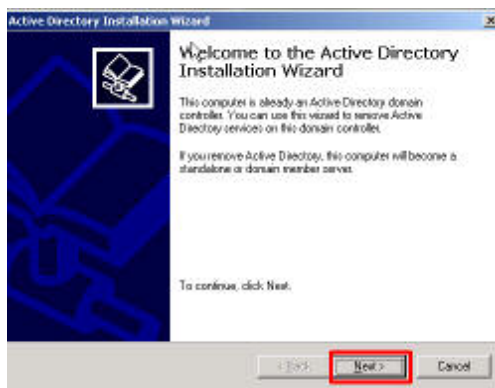 Active Directory Installation Wizard
Welcome to the Active Directory
Installation Wizard
This computer is already an Active Directory domain
controller. You can use this wizard to remove Active
Directory services on this domain controller.
If you remove Active Directory, this computer will become a
standalone or domain member server.
To continue, click Next.
< Back
Next >
Cancel